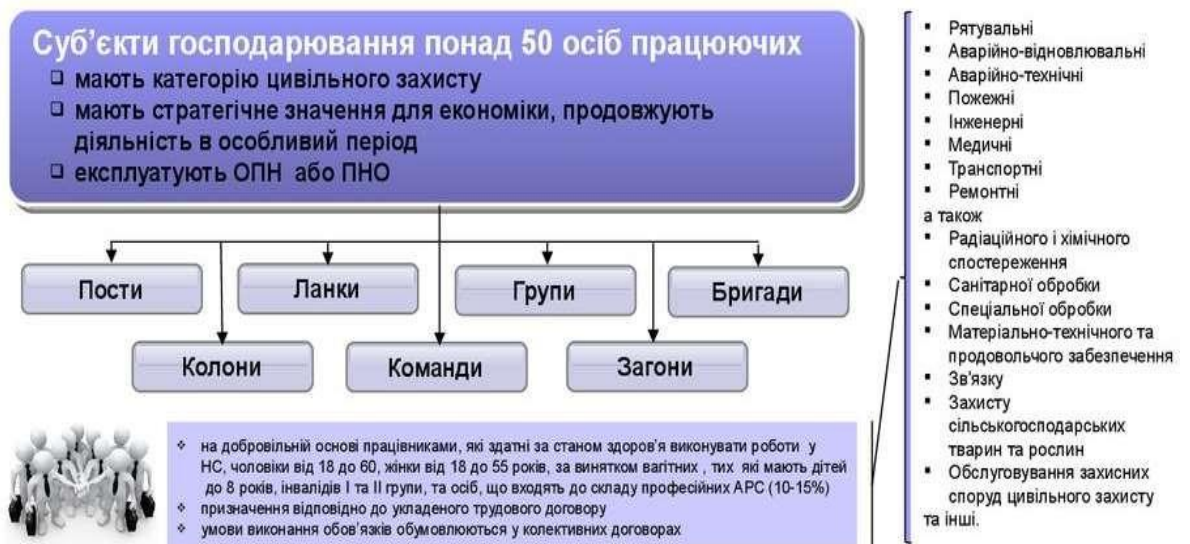 Суб’єкти господарювання понад 50 осіб працюючих
❑ мають категорію цивільного захисту
❑ мають стратегічне значення для економіки, продовжують
діяльність в особливий період
❑ експлуатують ОПН або ПНО
Пости
Ланки
Групи
Бригади
Колони
Команди
Загони
❖ на добровільній основі працівниками, які здатні за станом здоров’я виконувати роботи у
НС, чоловіки від 18 до 60, жінки від 18 до 55 років, за винятком вагітних , тих які мають дітей
до 8 років, інвалідів I та II групи, та осіб, що входять до складу професійних АРС (10-15%)
❖ призначення відповідно до укладеного трудового договору
❖ умови виконання обов’язків обумовлюються у колективних договорах
▪ Рятувальні
▪ Аварійно-відновлювальні
▪ Аварійно-технічні
▪ Пожежні
▪ Інженерні
▪ Медичні
▪ Транспортні
▪ Ремонтні
а також
▪ Радіаційного і хімічного
спостереження
▪ Санітарної обробки
▪ Спеціальної обробки
▪ Матеріально-технічного та
продовольчого забезпечення
▪ Зв’язку
▪ Захисту
сільськогосподарських
тварин та рослин
▪ Обслуговування захисних
споруд цивільного захисту
та інші.